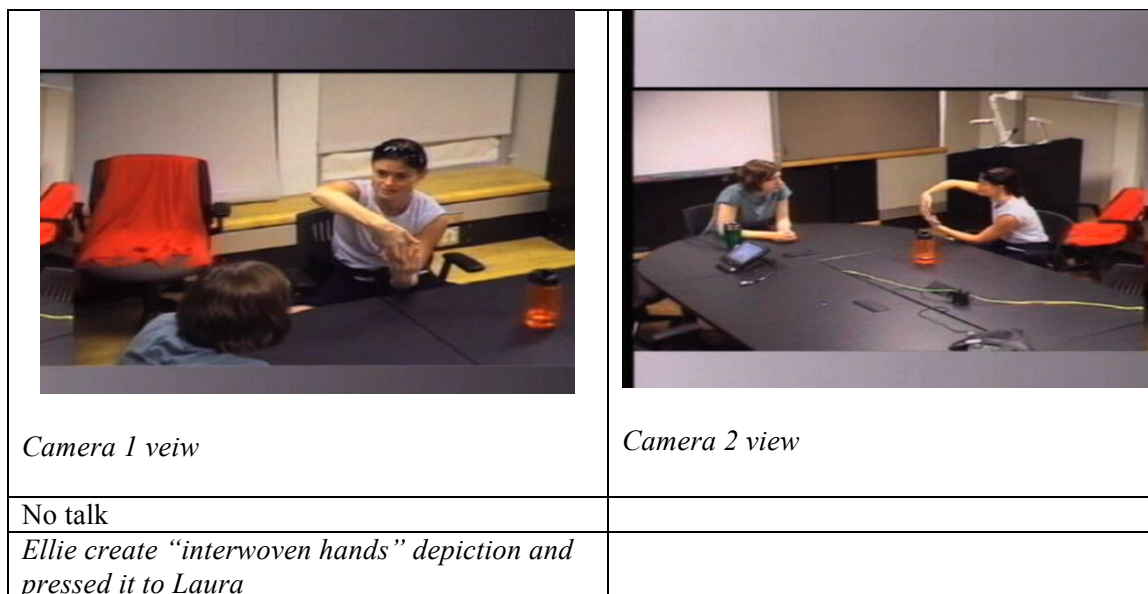 Camera 1 veiw
Camera 2 view
No talk
Ellie create “interwoven hands” depiction and
pressed it to Laura